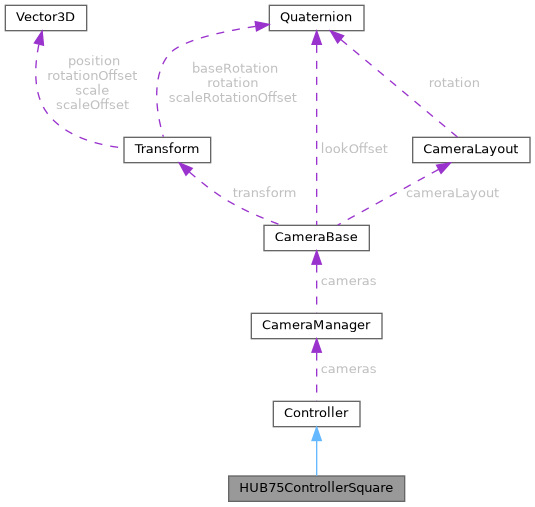 Vector3D
Quaternion
position
rotationOffset
scale
scaleOffset
baseRotation
rotation
scaleRotationOffset
rotation
Transform
lookOffset
CameraLayout
transform
cameraLayout
CameraBase
cameras
CameraManager
cameras
Controller
HUB75ControllerSquare